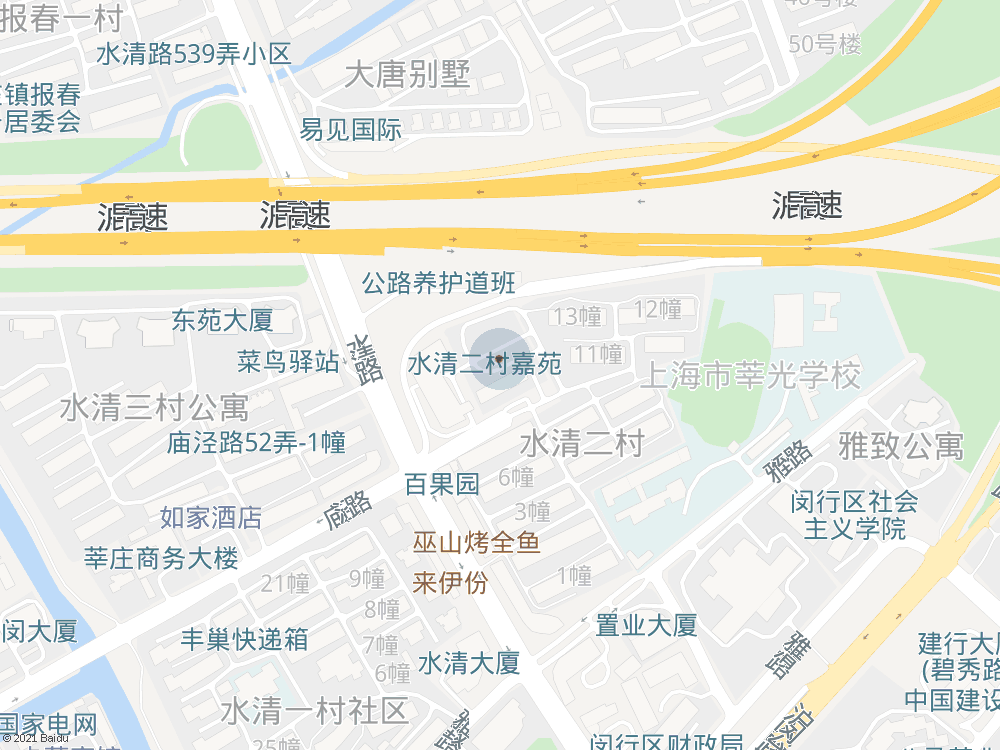 报春一村
水清路539弄小区
50号楼
大唐别墅
镇报春
居委会
易见国际
公路养护道班
东苑大厦
13幢
12幢
水清路
菜鸟驿站
水清二村嘉苑
11幢
上海市莘光学校
水清三村公寓
庙泾路52弄-1幢
水清二村
雅致公寓
百果园
6幢
闵行区社会
主义学院
如家酒店
3幢
巫山烤全鱼
莘庄商务大楼
21幢
9幢
来伊份
1幢
8幢
闵大厦
丰巢快递箱
7幢
置业大厦
水清大厦
6幢
建行大厦
(碧秀路
中国建设
水清一村社区
国家电网
25幢
闵行区财政局
© 2021 Baidu